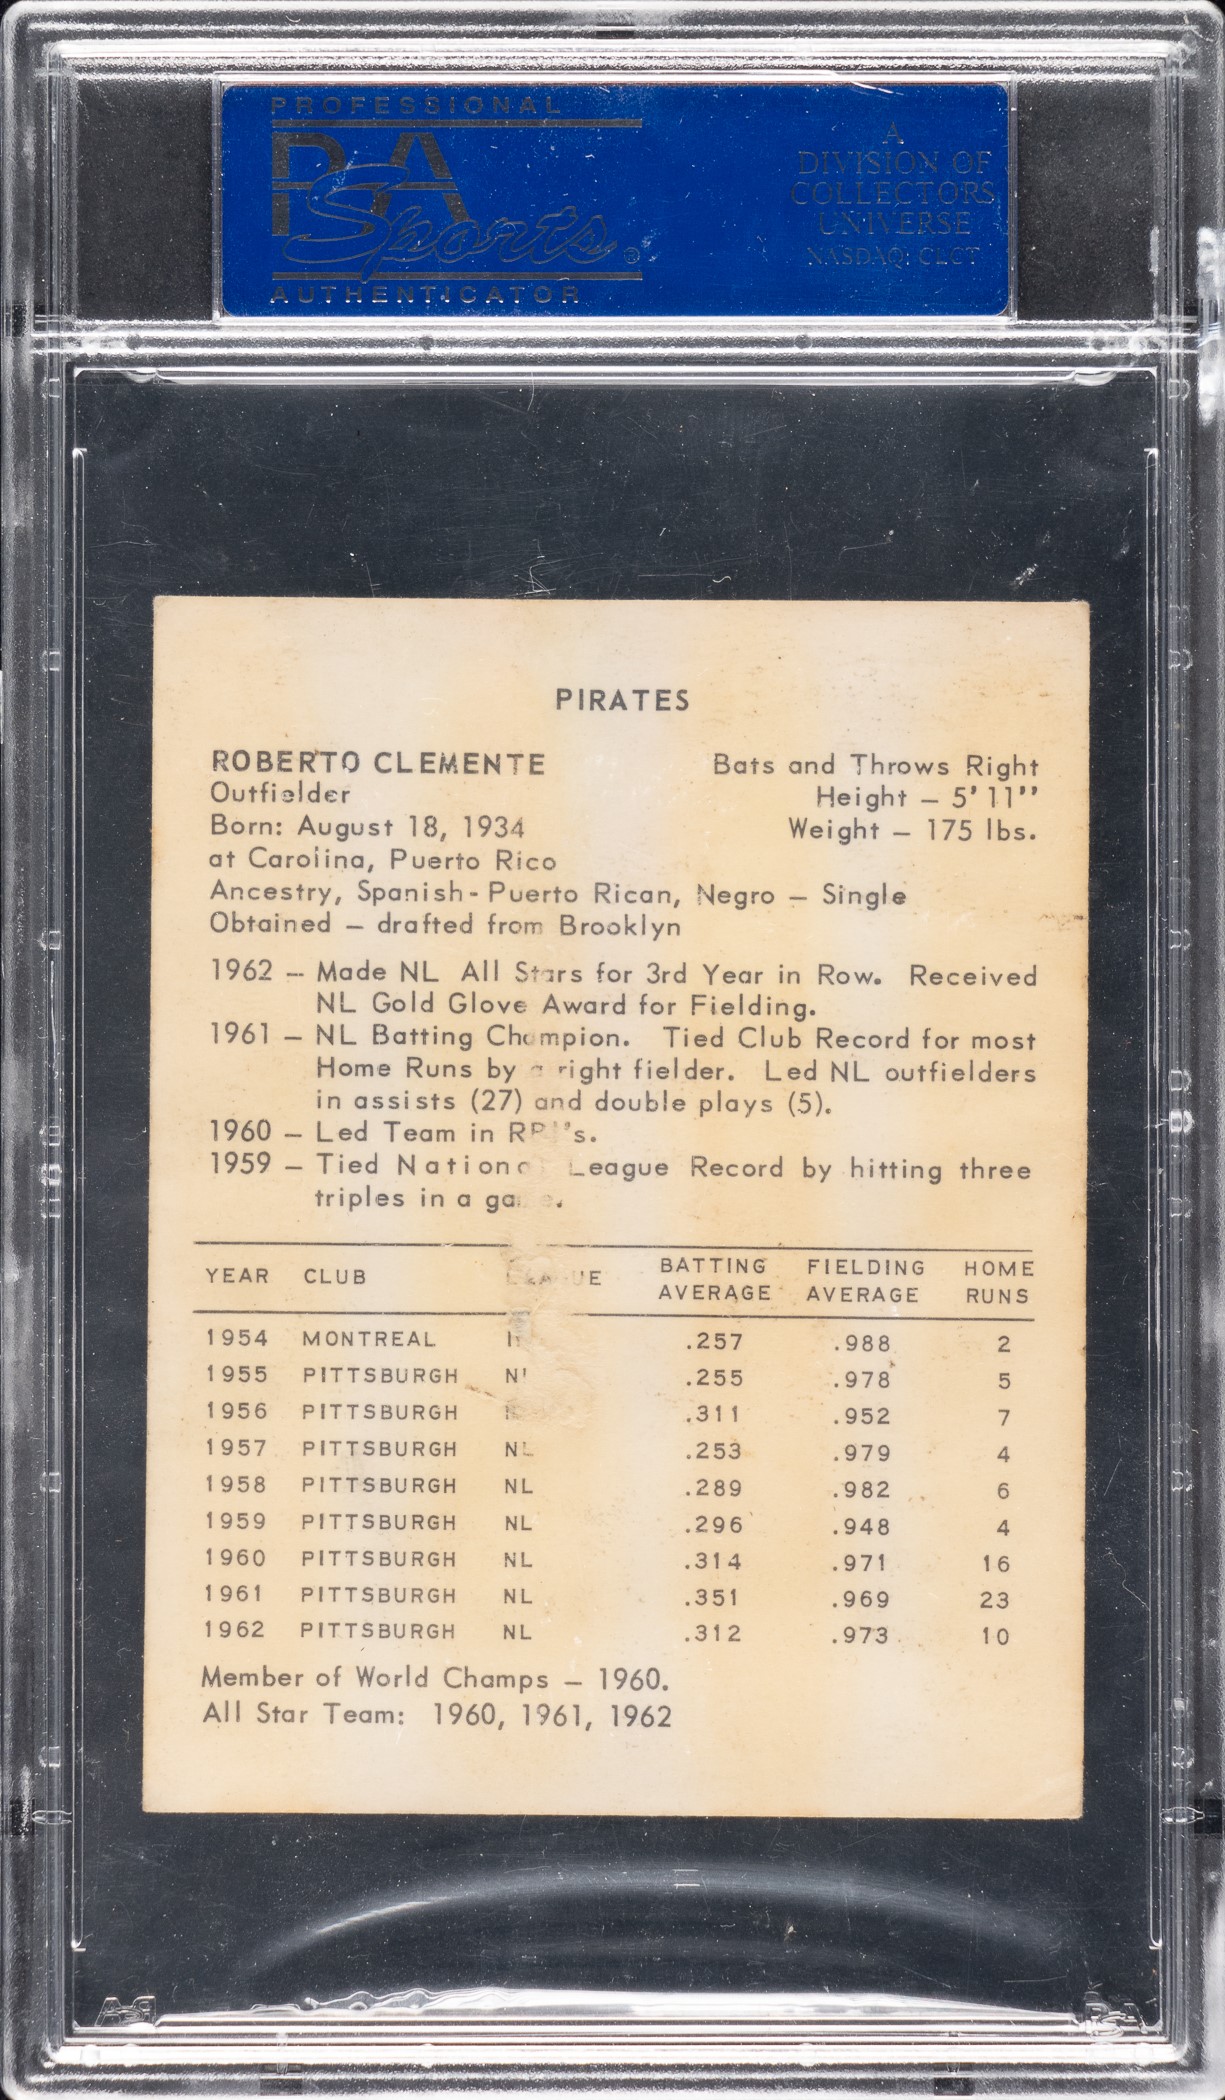 PROFESSIONAL
PSA
Sports®
AUTHENTICATOR
A
DIVISION OF
COLLECTORS
UNIVERSE
NASDAQ: CLCT
PIRATES
ROBERTO CLEMENTE
Outfielder
Born: August 18, 1934
at Carolina, Puerto Rico
Bats and Throws Right
Height – 5' 11''
Weight – 175 lbs.
Ancestry, Spanish-Puerto Rican, Negro – Single
Obtained – drafted from Brooklyn
1962 – Made NL All Stars for 3rd Year in Row. Received
NL Gold Glove Award for Fielding.
1961 – NL Batting Champion. Tied Club Record for most
Home Runs by a right fielder. Led NL outfielders
in assists (27) and double plays (5).
1960 – Led Team in RBI's.
1959 – Tied National League Record by hitting three
triples in a game.
YEAR CLUB LEAGUE BATTING AVERAGE FIELDING AVERAGE HOME RUNS
1954 MONTREAL .257 .988 2
1955 PITTSBURGH .255 .978 5
1956 PITTSBURGH .311 .952 7
1957 PITTSBURGH NL .253 .979 4
1958 PITTSBURGH NL .289 .982 6
1959 PITTSBURGH NL .296 .948 4
1960 PITTSBURGH NL .314 .971 16
1961 PITTSBURGH NL .351 .969 23
1962 PITTSBURGH NL .312 .973 10
Member of World Champs – 1960.
All Star Team: 1960, 1961, 1962
PSA